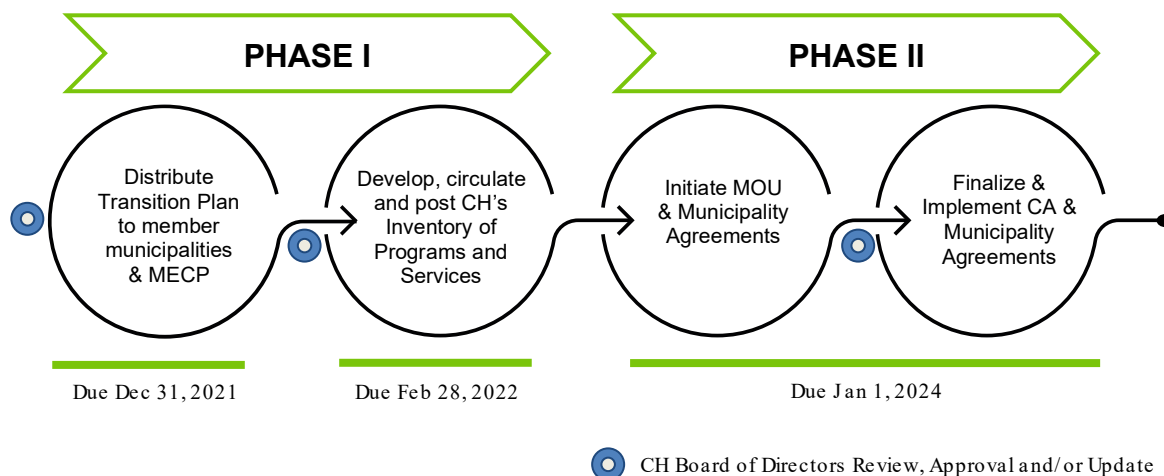 PHASE I
PHASE II
Distribute
Transition Plan
to member
municipalities
& MECP
Develop, circulate
and post CH’s
Inventory of
Programs and
Services
Initiate MOU
& Municipality
Agreements
Finalize &
Implement CA &
Municipality
Agreements
Due Dec 31, 2021
Due Feb 28, 2022
Due Jan 1, 2024
CH Board of Directors Review, Approval and/or Update